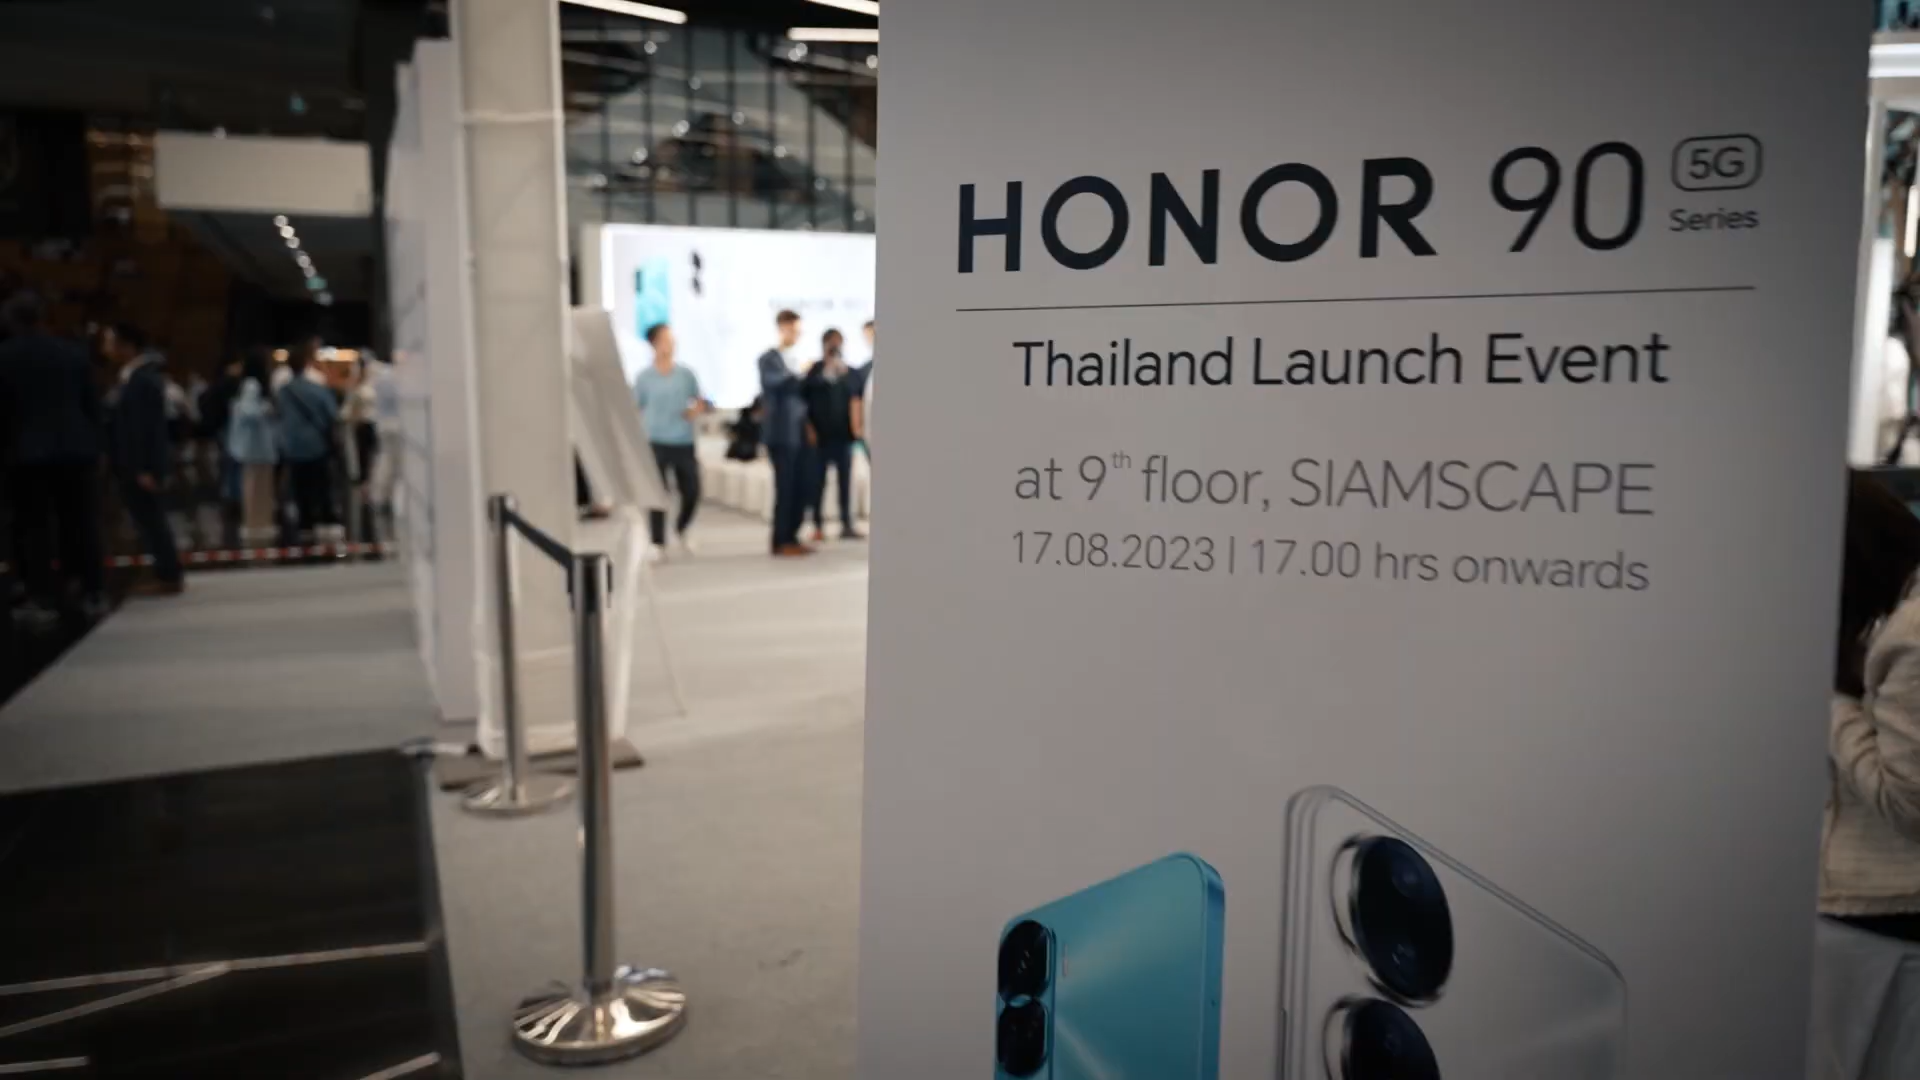 HONOR 90 5G
Series
Thailand Launch Event
at 9th floor, SIAMSCAPE
17.08.2023 | 17.00 hrs onwards